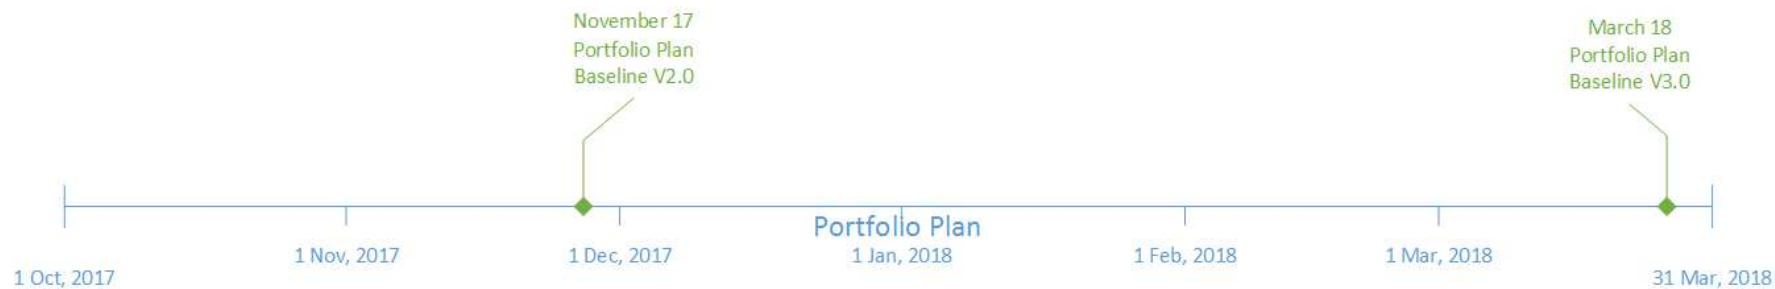 November 17
Portfolio Plan
Baseline V2.0
March 18
Portfolio Plan
Baseline V3.0
Portfolio Plan
1 Nov, 2017
1 Dec, 2017
1 Jan, 2018
1 Feb, 2018
1 Mar, 2018
1 Oct, 2017
31 Mar, 2018